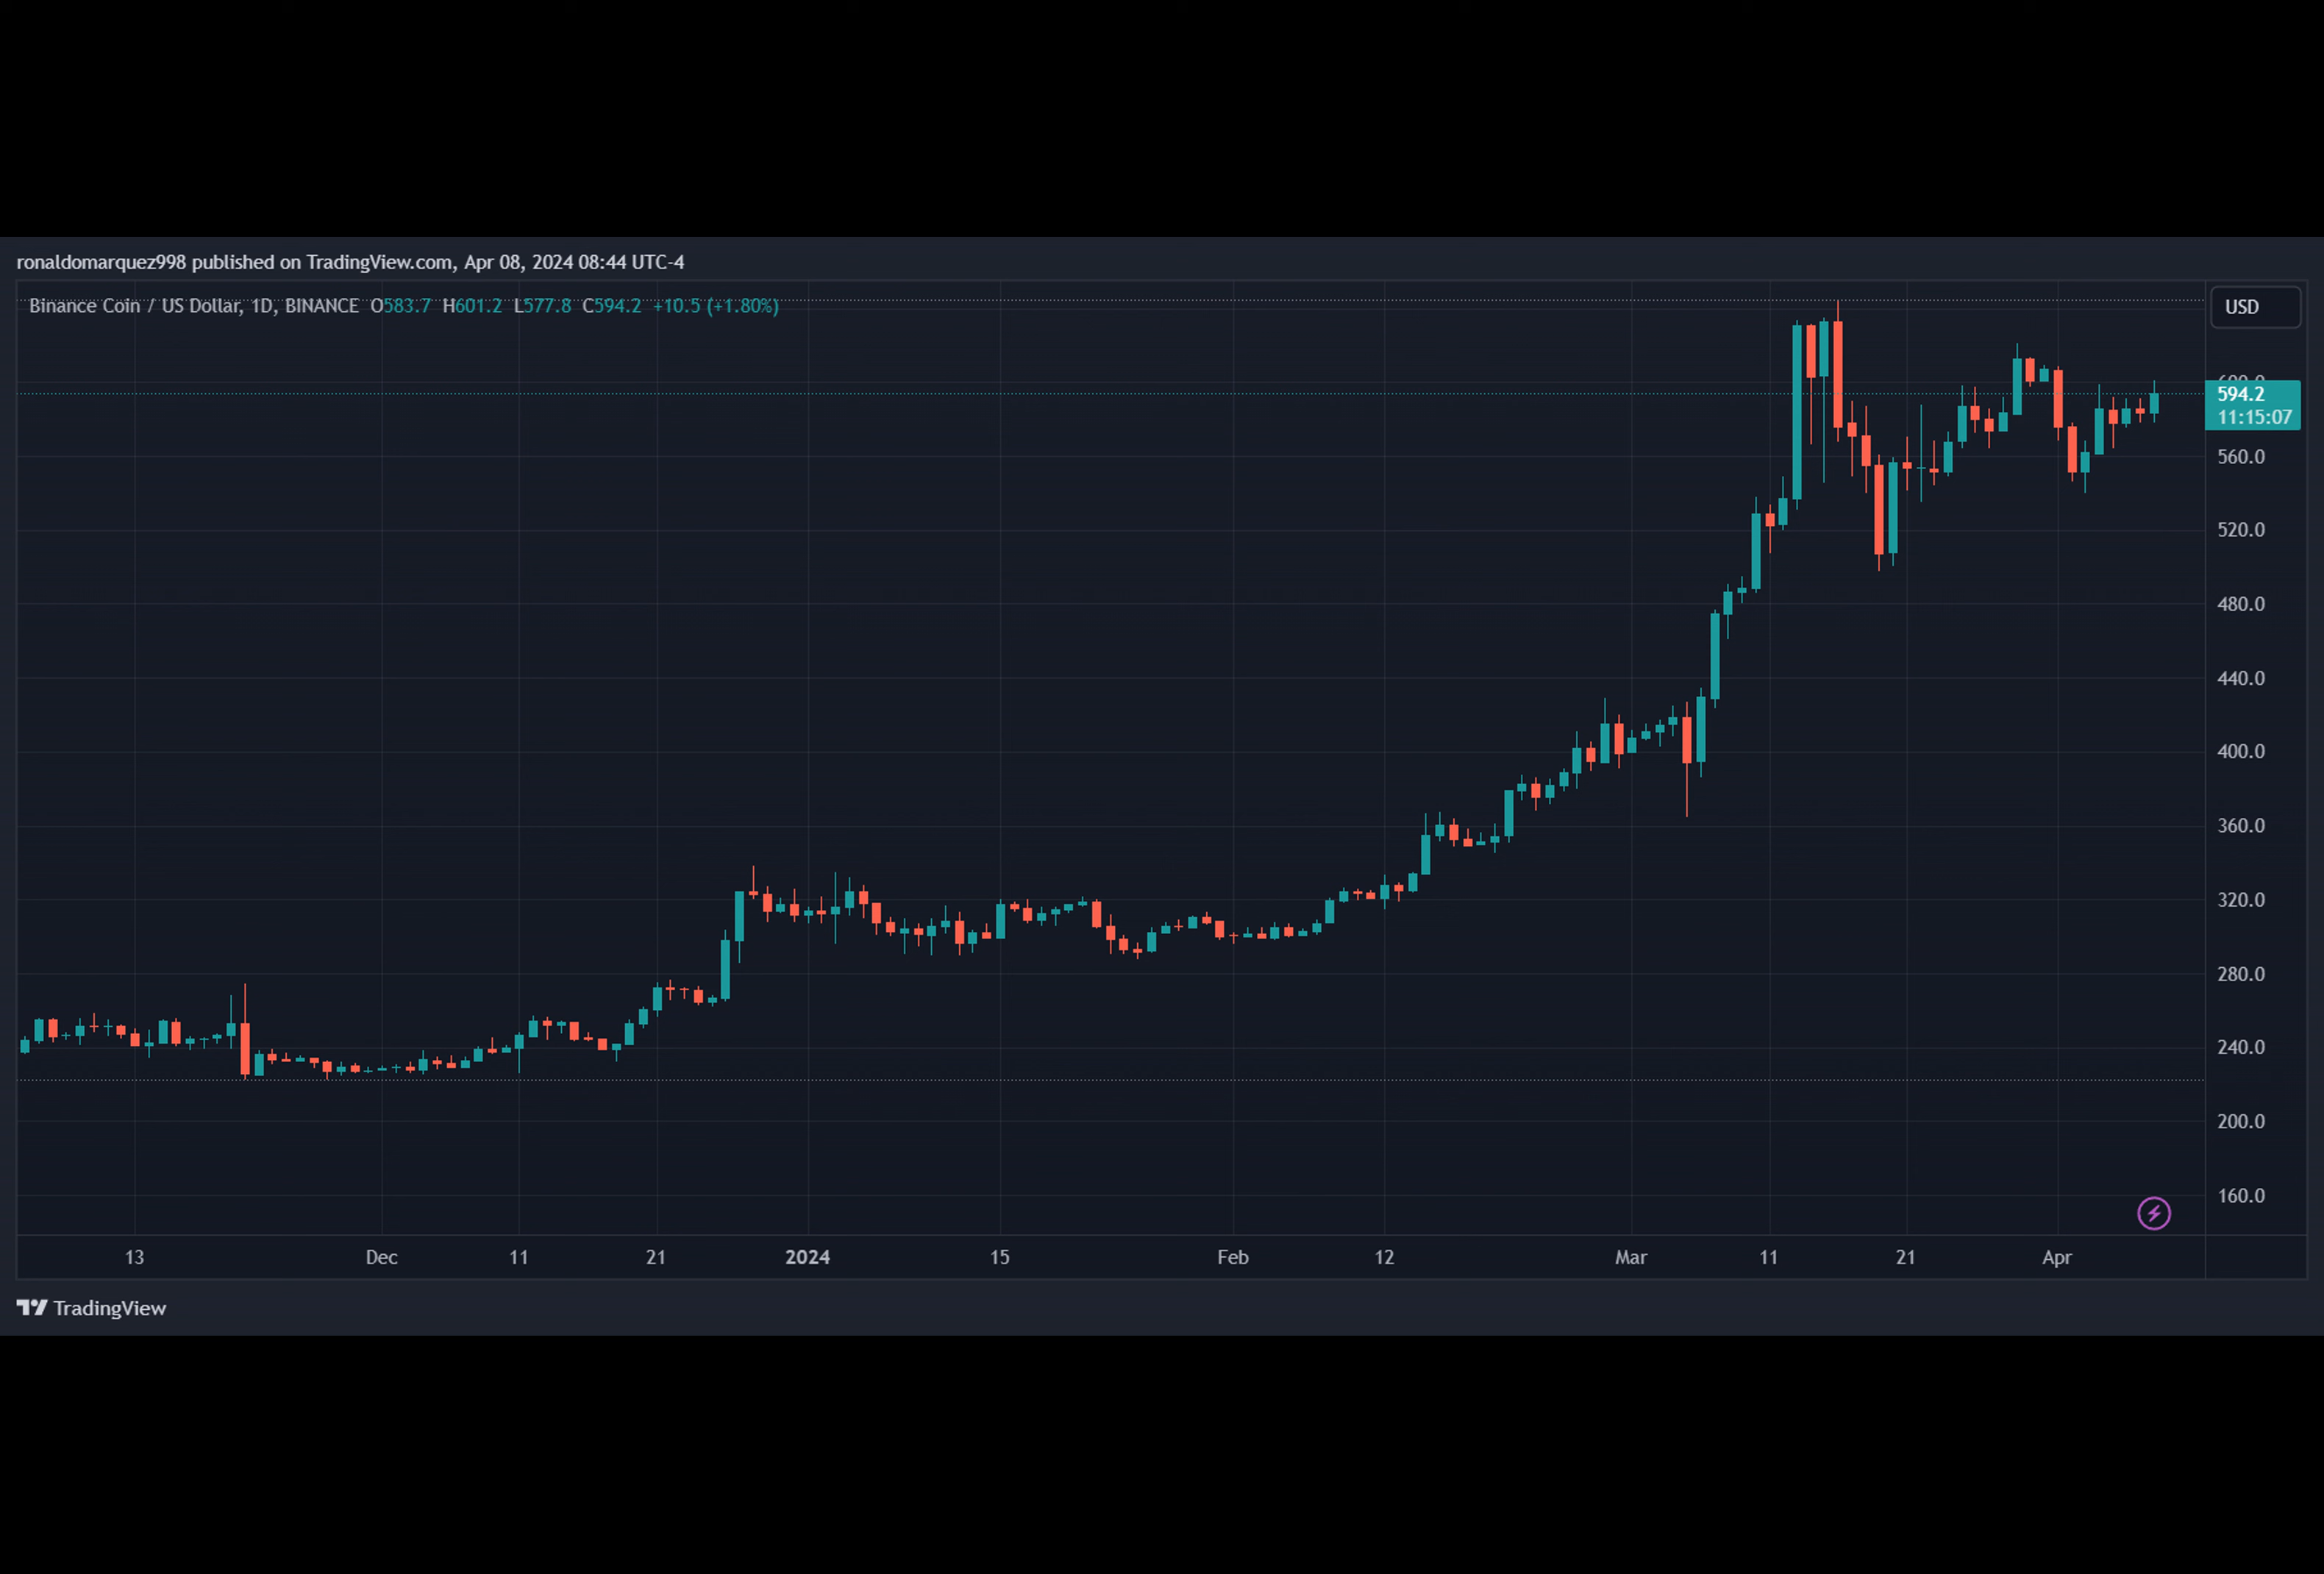 ronaldomarquez998 published on TradingView.com, Apr 08, 2024 08:44 UTC-4
Binance Coin / US Dollar, 1D, BINANCE O583.7 H601.2 L577.8 C594.2 +10.5 (+1.80%)
USD
594.2
11:15:07
560.0
520.0
480.0
440.0
400.0
360.0
320.0
280.0
240.0
200.0
160.0
13 Dec 11 21 2024 15 Feb 12 Mar 11 21 Apr
TradingView